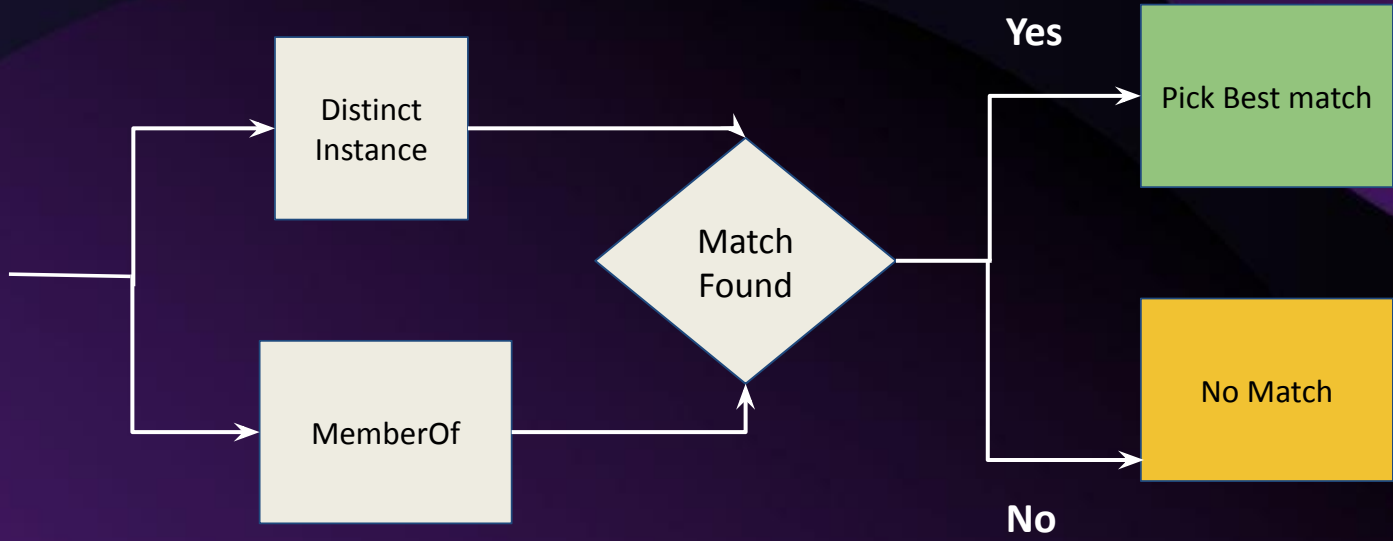 Distinct
Instance
MemberOf
Match
Found
Yes
Pick Best match
No Match
No